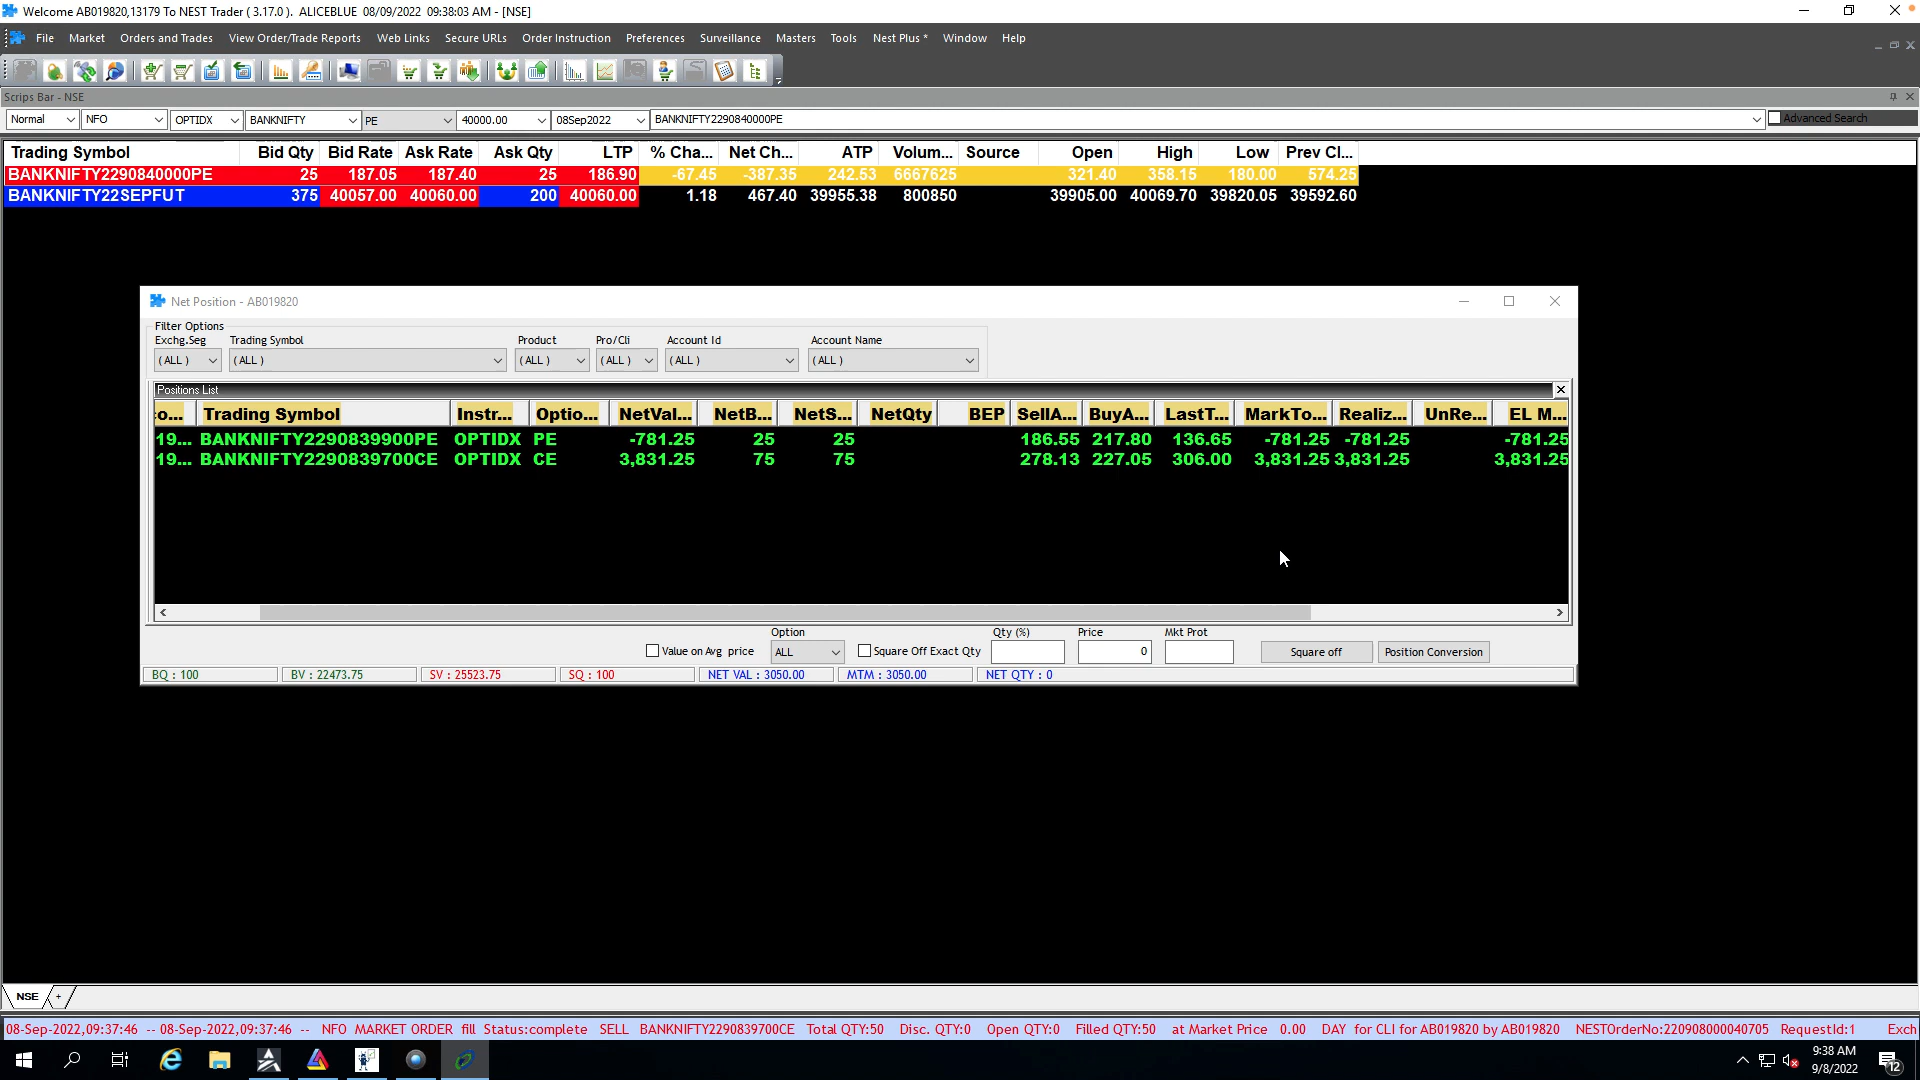 Welcome AB019820,13179 To NEST Trader ( 3.17.0 ).  ALICEBLUE  08/09/2022  09:38:03 AM - [NSE]
File Market Orders and Trades View Order/Trade Reports Web Links Secure URLs Order Instruction Preferences Surveillance Masters Tools Nest Plus * Window Help
Scrips Bar - NSE
Normal NFO OPTIDX BANKNIFTY PE 40000.00 08Sep2022 BANKNIFTY2290840000PE Advanced Search
Trading Symbol Bid Qty Bid Rate Ask Rate Ask Qty LTP % Cha... Net Ch... ATP Volum... Source Open High Low Prev Cl...
BANKNIFTY2290840000PE 25 187.05 187.40 25 186.90 -67.45 -387.35 242.53 6667625 321.40 358.15 180.00 574.25
BANKNIFTY22SEPFUT 375 40057.00 40060.00 200 40060.00 1.18 467.40 39955.38 800850 39905.00 40069.70 39820.05 39592.60
Net Position - AB019820
Filter Options
Exchg.Seg Trading Symbol Product Pro/Cli Account Id Account Name
(ALL) (ALL) (ALL) (ALL) (ALL) (ALL)
Positions List
o... Trading Symbol Instr... Optio... NetVal... NetB... NetS... NetQty BEP SellA... BuyA... LastT... MarkTo... Realiz... UnRe... EL M...
19... BANKNIFTY2290839900PE OPTIDX PE -781.25 25 25 186.55 217.80 136.65 -781.25 -781.25 -781.25
19... BANKNIFTY2290839700CE OPTIDX CE 3,831.25 75 75 278.13 227.05 306.00 3,831.25 3,831.25 3,831.25
Option Qty (%) Price Mkt Prot
Value on Avg price ALL Square Off Exact Qty 0 Square off Position Conversion
BQ : 100 BV : 22473.75 SV : 25523.75 SQ : 100 NET VAL : 3050.00 MTM : 3050.00 NET QTY : 0
NSE +
08-Sep-2022,09:37:46 -- 08-Sep-2022,09:37:46 -- NFO MARKET ORDER fill Status:complete SELL BANKNIFTY2290839700CE Total QTY:50 Disc. QTY:0 Open QTY:0 Filled QTY:50 at Market Price 0.00 DAY for CLI for AB019820 by AB019820 NESTOrderNo:220908000040705 RequestId:1 Exch
9:38 AM
9/8/2022
12